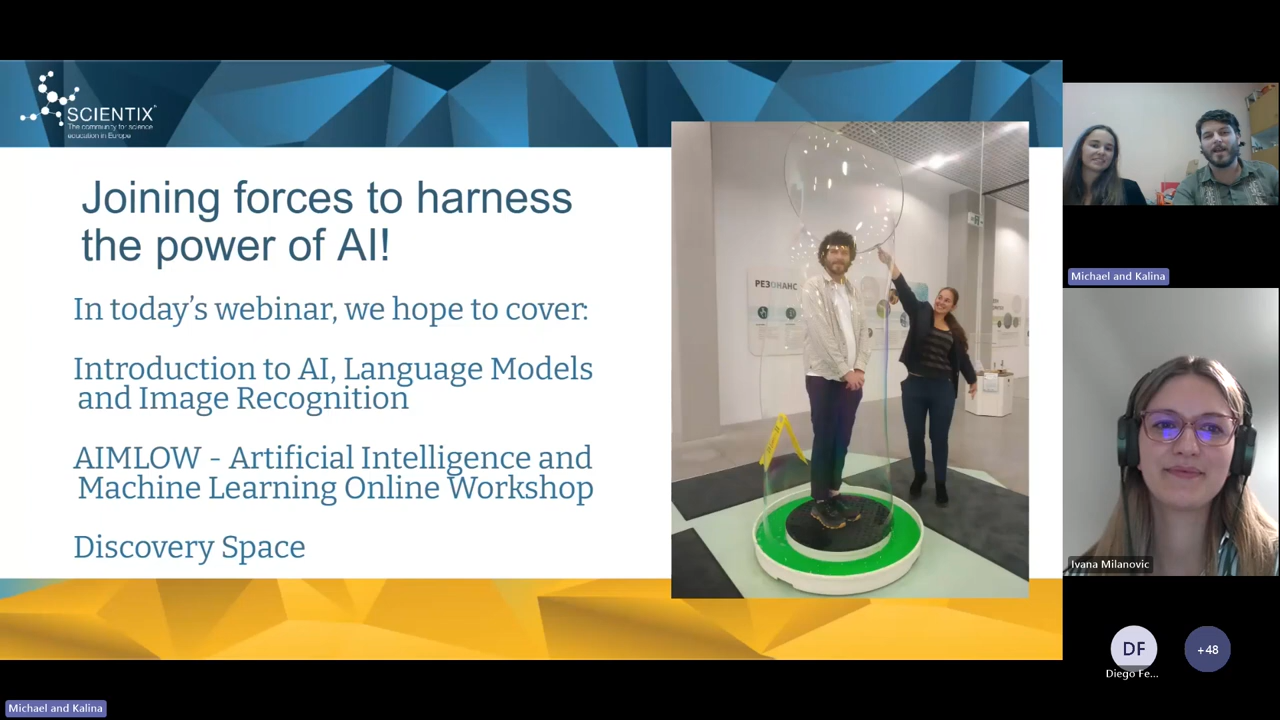 SCIENTIX®
The community for science
education in Europe
Joining forces to harness
the power of AI!
In today's webinar, we hope to cover:
Introduction to AI, Language Models
and Image Recognition
AIMLOW - Artificial Intelligence and
Machine Learning Online Workshop
Discovery Space
РЕЗОНАНС
Michael and Kalina
Ivana Milanovic
DF
Diego Fe...
+48
Michael and Kalina